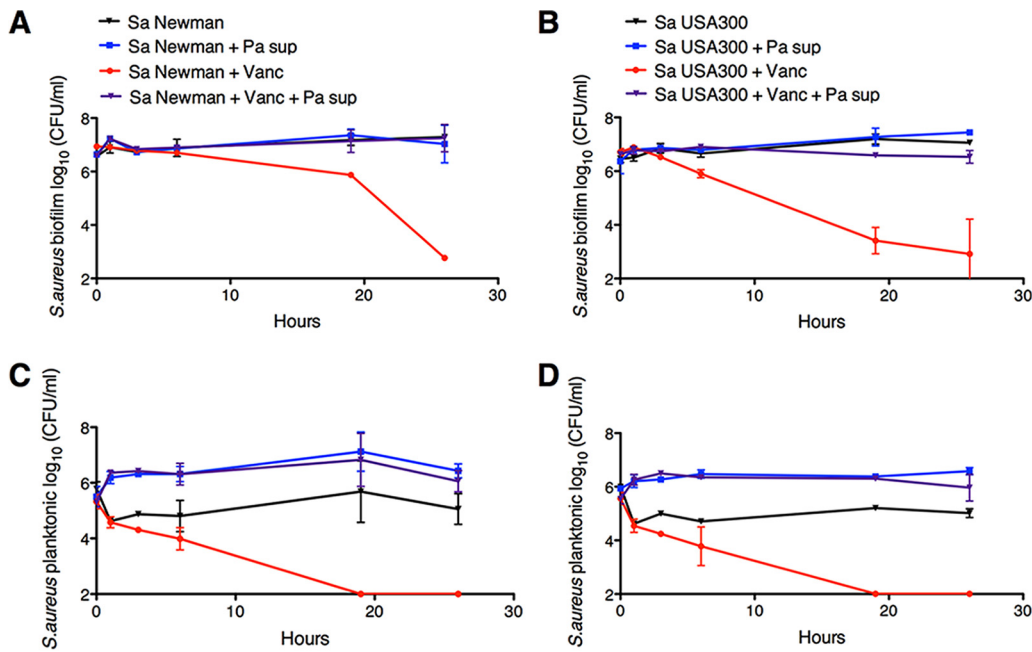 A
Sa Newman
Sa Newman + Pa sup
Sa Newman + Vanc
Sa Newman + Vanc + Pa sup
S.aureus biofilm log10 (CFU/ml)
8
6
4
2
0
10
20
30
Hours
B
Sa USA300
Sa USA300 + Pa sup
Sa USA300 + Vanc
Sa USA300 + Vanc + Pa sup
S.aureus biofilm log10 (CFU/ml)
8
6
4
2
0
10
20
30
Hours
C
S.aureus planktonic log10 (CFU/ml)
8
6
4
2
0
10
20
30
Hours
D
S.aureus planktonic log10 (CFU/ml)
8
6
4
2
0
10
20
30
Hours